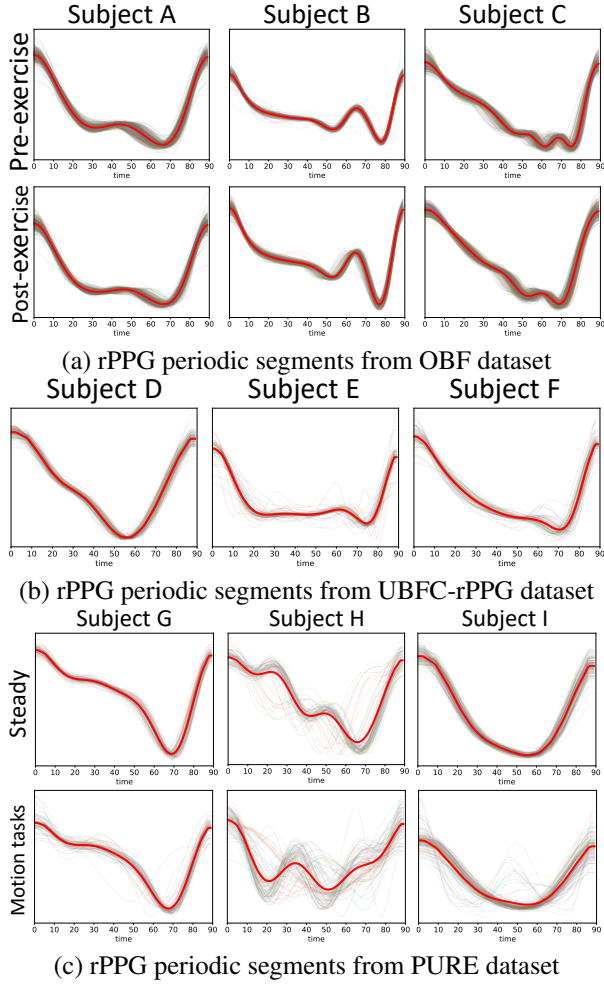 Subject A Subject B Subject C
Pre-exercise
0 10 20 30 40 50 60 70 80 90 0 10 20 30 40 50 60 70 80 90 0 10 20 30 40 50 60 70 80 90
time time time
Post-exercise
0 10 20 30 40 50 60 70 80 90 0 10 20 30 40 50 60 70 80 90 0 10 20 30 40 50 60 70 80 90
time time time
(a) rPPG periodic segments from OBF dataset
Subject D Subject E Subject F
0 10 20 30 40 50 60 70 80 90 0 10 20 30 40 50 60 70 80 90 0 10 20 30 40 50 60 70 80 90
time time time
(b) rPPG periodic segments from UBFC-rPPG dataset
Subject G Subject H Subject I
Steady
0 10 20 30 40 50 60 70 80 90 0 10 20 30 40 50 60 70 80 90 0 10 20 30 40 50 60 70 80 90
time time time
Motion tasks
0 10 20 30 40 50 60 70 80 90 0 10 20 30 40 50 60 70 80 90 0 10 20 30 40 50 60 70 80 90
time time time
(c) rPPG periodic segments from PURE dataset